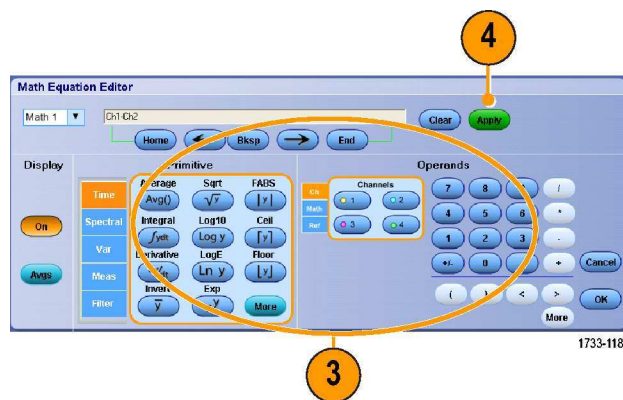 4
Math Equation Editor
Math 1
Ch1-Ch2
Clear
Apply
Home
Bksp
End
Display
Primitive
Operands
On
Avgs
Time
Spectral
Var
Meas
Filter
Average
Sqrt
FABS
Avg()
√y
|y|
Integral
Log10
Ceil
∫ydt
Log y
⌈y⌉
Derivative
LogE
Floor
Ln y
⌊y⌋
Invert
Exp
y
More
Ch
Math
Ref
Channels
1
2
3
4
7
8
/
4
5
6
*
1
2
3
-
+/-
0
+
(
)
<
>
More
Cancel
OK
3
1733-118